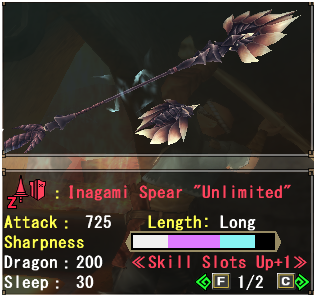 Z : Inagami Spear "Unlimited"
Attack : 725 Length: Long
Sharpness
Dragon : 200 ≪Skill Slots Up+1≫
Sleep : 30 F 1/2 C